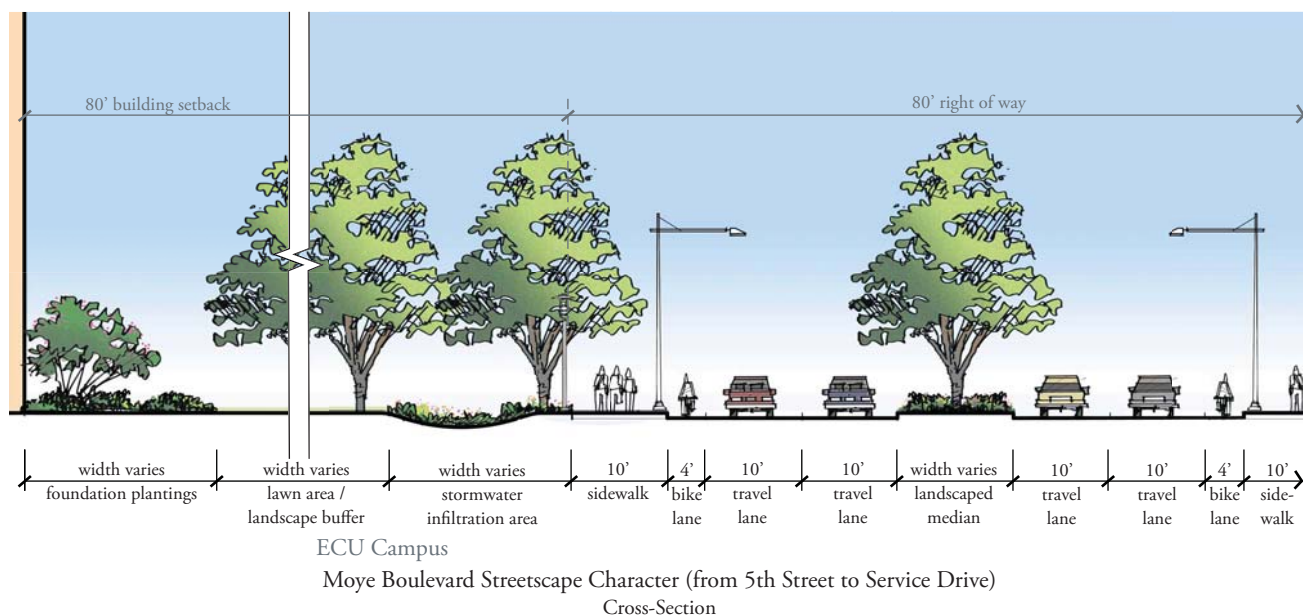 80’ building setback
80’ right of way
width varies
foundation plantings
width varies
lawn area /
landscape buffer
width varies
stormwater
infiltration area
10’
sidewalk
4’
bike
lane
10’
travel
lane
10’
travel
lane
width varies
landscaped
median
10’
travel
lane
10’
travel
lane
4’
bike
lane
10’
side-
walk
ECU Campus
Moye Boulevard Streetscape Character (from 5th Street to Service Drive)
Cross-Section